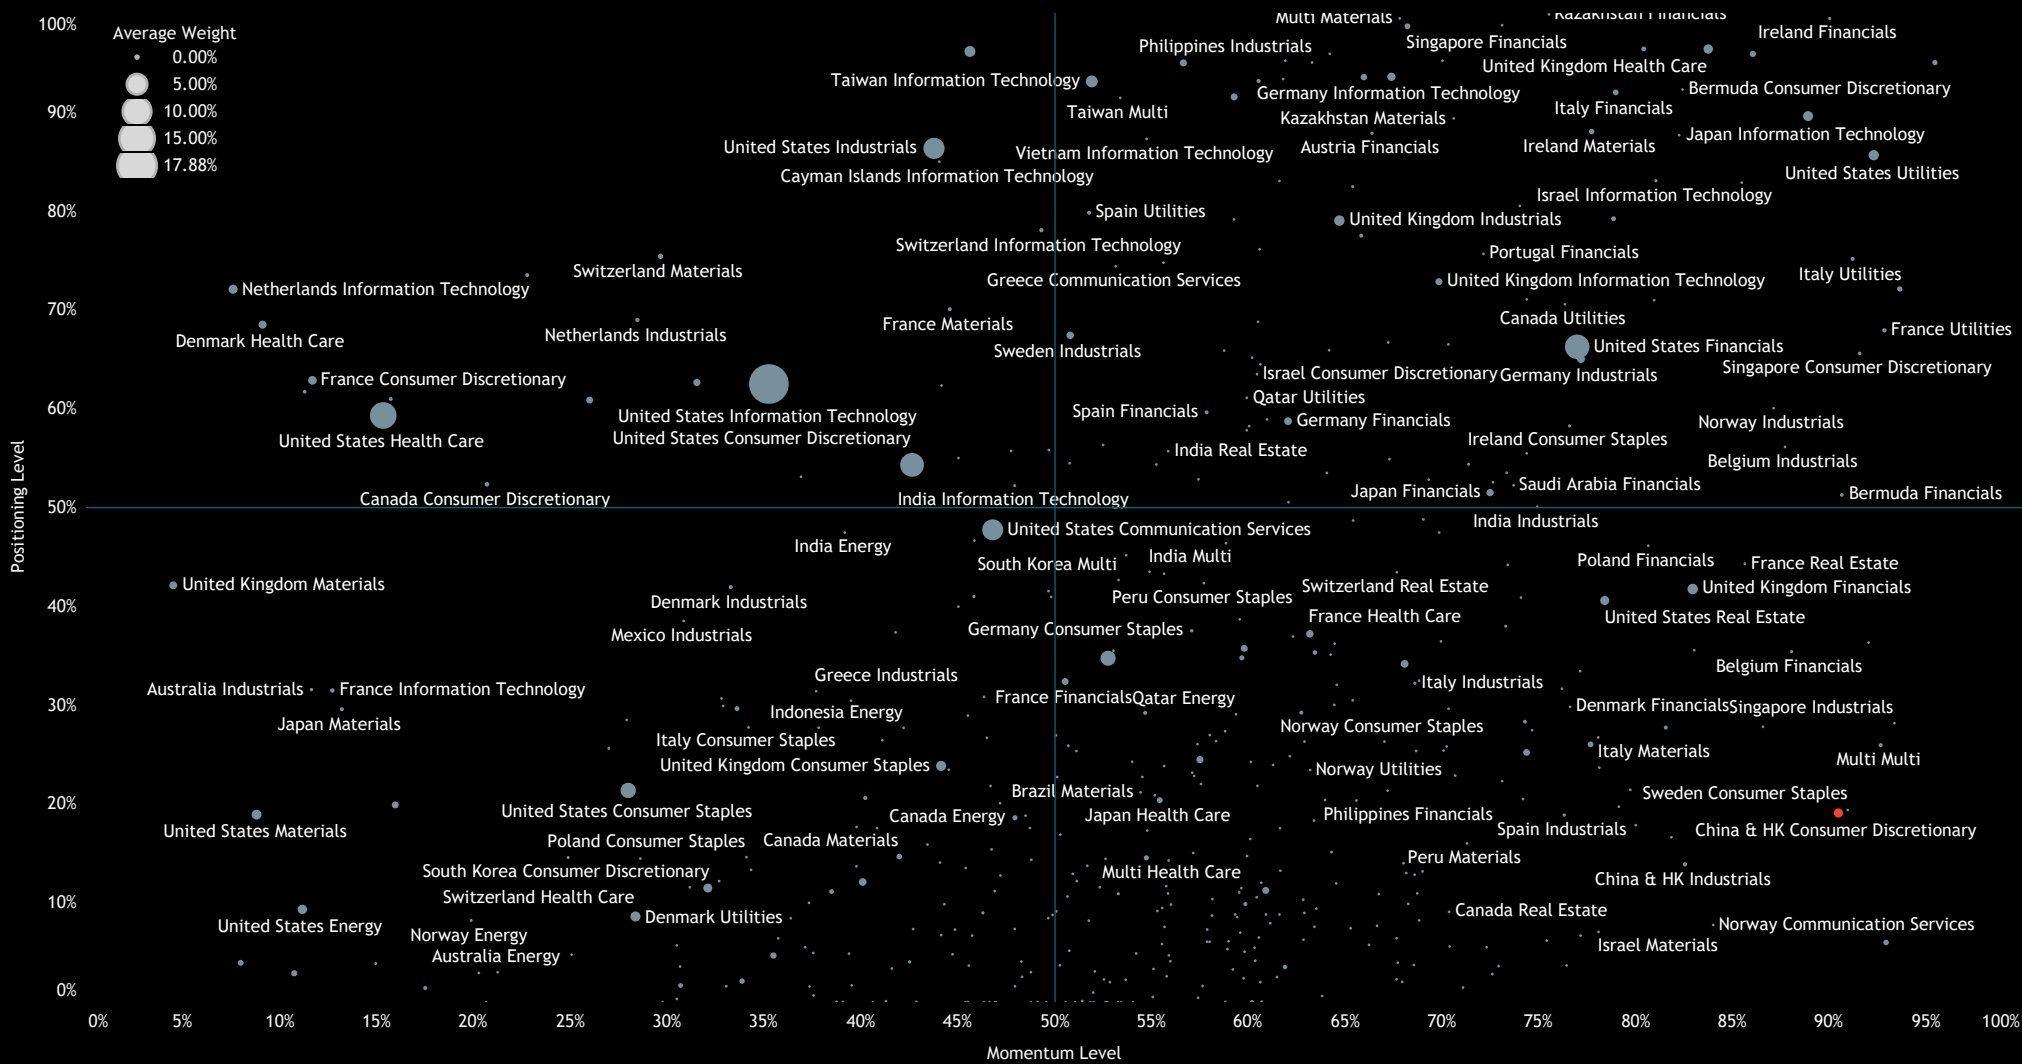 100%
Average Weight
0.00%
5.00%
10.00%
15.00%
17.88%
Multi Materials
Kazakhstan Financials
Ireland Financials
Philippines Industrials
Singapore Financials
United Kingdom Health Care
Taiwan Information Technology
Germany Information Technology
Bermuda Consumer Discretionary
90%
Taiwan Multi
Italy Financials
Kazakhstan Materials
Japan Information Technology
United States Industrials
Vietnam Information Technology
Austria Financials
Ireland Materials
Cayman Islands Information Technology
United States Utilities
Israel Information Technology
80%
Spain Utilities
United Kingdom Industrials
Switzerland Information Technology
Portugal Financials
Switzerland Materials
Greece Communication Services
United Kingdom Information Technology
Italy Utilities
Netherlands Information Technology
70%
France Materials
Canada Utilities
France Utilities
Denmark Health Care
Netherlands Industrials
Sweden Industrials
United States Financials
Singapore Consumer Discretionary
France Consumer Discretionary
Israel Consumer Discretionary
Germany Industrials
Qatar Utilities
60%
United States Information Technology
Spain Financials
Germany Financials
Norway Industrials
United States Health Care
United States Consumer Discretionary
India Real Estate
Ireland Consumer Staples
Belgium Industrials
Canada Consumer Discretionary
India Information Technology
Japan Financials
Saudi Arabia Financials
Bermuda Financials
50%
Positioning Level
United States Communication Services
India Industrials
India Energy
South Korea Multi
India Multi
Poland Financials
France Real Estate
United Kingdom Materials
Switzerland Real Estate
United Kingdom Financials
40%
Denmark Industrials
Peru Consumer Staples
France Health Care
United States Real Estate
Mexico Industrials
Germany Consumer Staples
Greece Industrials
Belgium Financials
Australia Industrials
France Information Technology
Italy Industrials
30%
France Financials
Qatar Energy
Denmark Financials
Singapore Industrials
Japan Materials
Indonesia Energy
Norway Consumer Staples
Italy Consumer Staples
Italy Materials
United Kingdom Consumer Staples
Norway Utilities
Multi Multi
20%
Brazil Materials
Sweden Consumer Staples
United States Consumer Staples
Canada Energy
Japan Health Care
Philippines Financials
United States Materials
Spain Industrials
China & HK Consumer Discretionary
Poland Consumer Staples
Canada Materials
Peru Materials
South Korea Consumer Discretionary
Multi Health Care
China & HK Industrials
10%
Switzerland Health Care
Denmark Utilities
Canada Real Estate
United States Energy
Norway Communication Services
Norway Energy
Israel Materials
Australia Energy
0%
0%
5%
10%
15%
20%
25%
30%
35%
40%
45%
50%
55%
60%
65%
70%
75%
80%
85%
90%
95%
100%
Momentum Level